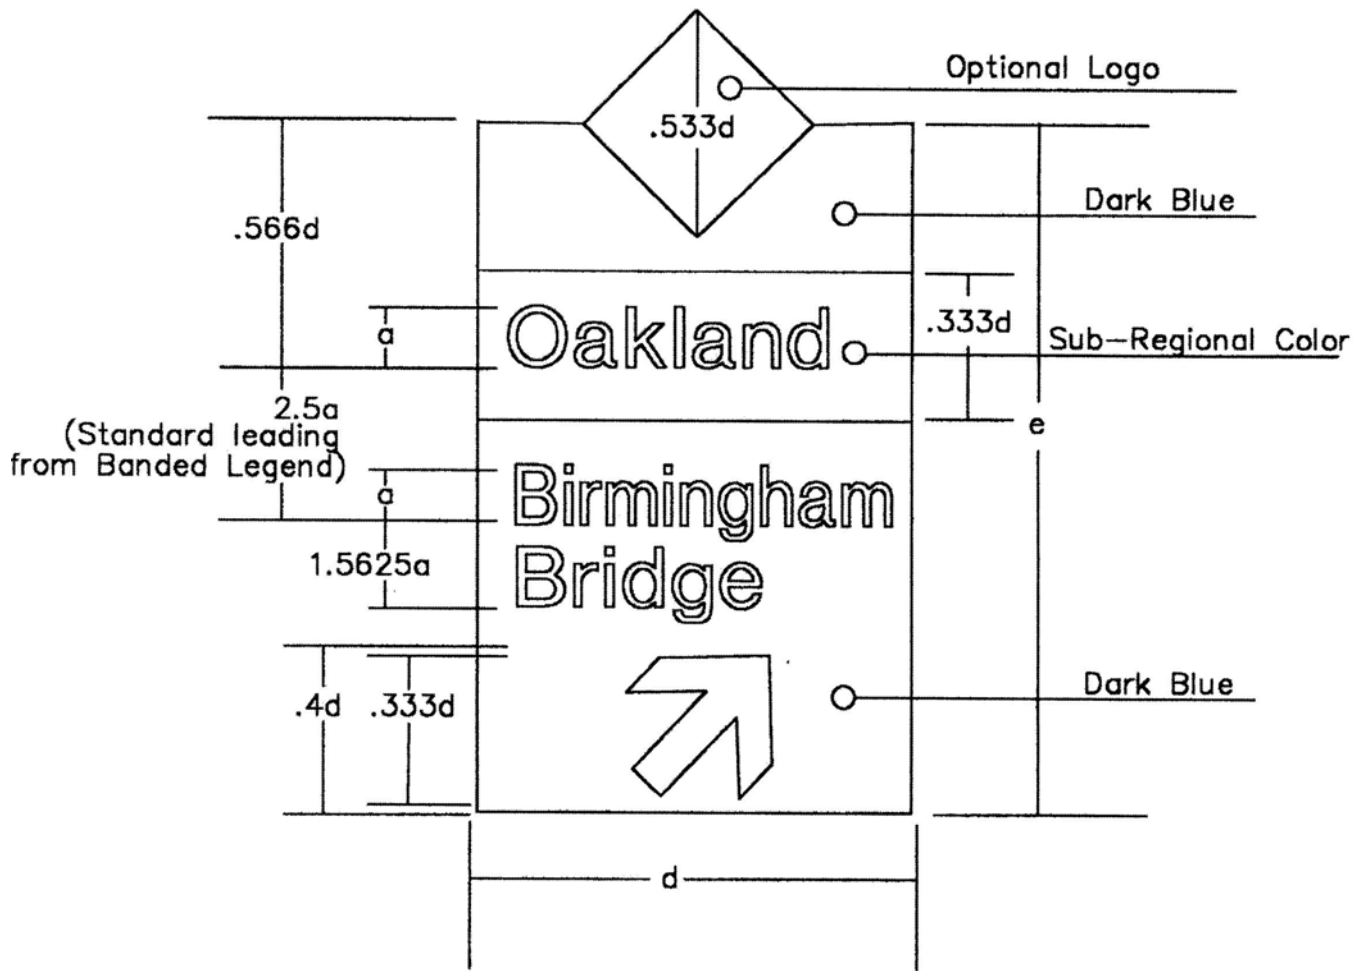 Optional Logo
.533d
Dark Blue
.566d
a
Oakland
.333d
Sub-Regional Color
2.5a
(Standard leading
from Banded Legend)
e
a
Birmingham
1.5625a
Bridge
.4d
.333d
Dark Blue
d